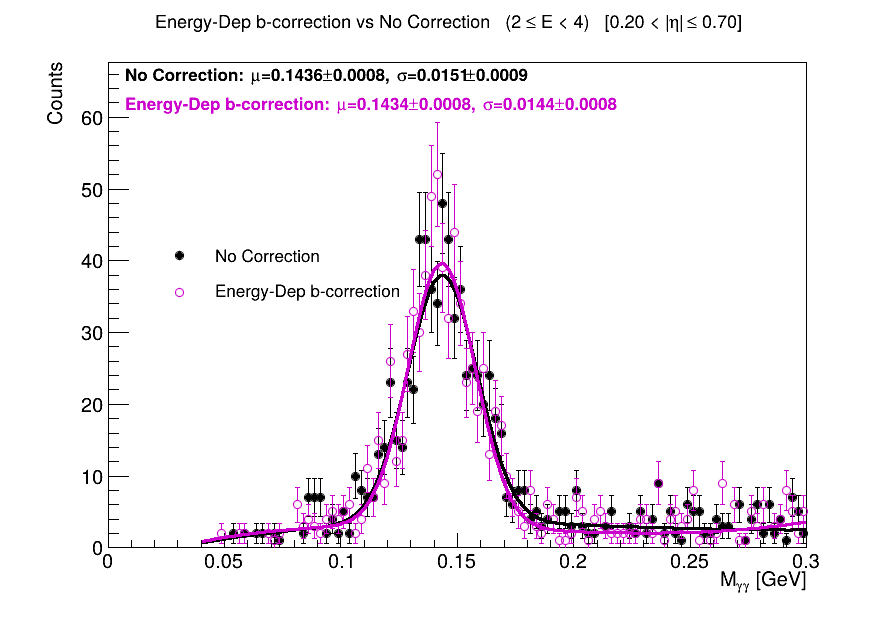 Energy-Dep b-correction vs No Correction (2 ≤ E < 4) [0.20 < |η| ≤ 0.70]
No Correction: μ=0.1436±0.0008, σ=0.0151±0.0009
Energy-Dep b-correction: μ=0.1434±0.0008, σ=0.0144±0.0008
Counts
60
50
40
30
20
10
0
No Correction
Energy-Dep b-correction
0 0.05 0.1 0.15 0.2 0.25 0.3
Mγγ [GeV]